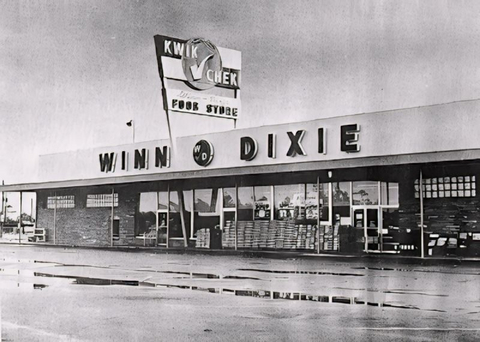 KWIK
CHEK
FOOD STORE
WINN WD DIXIE